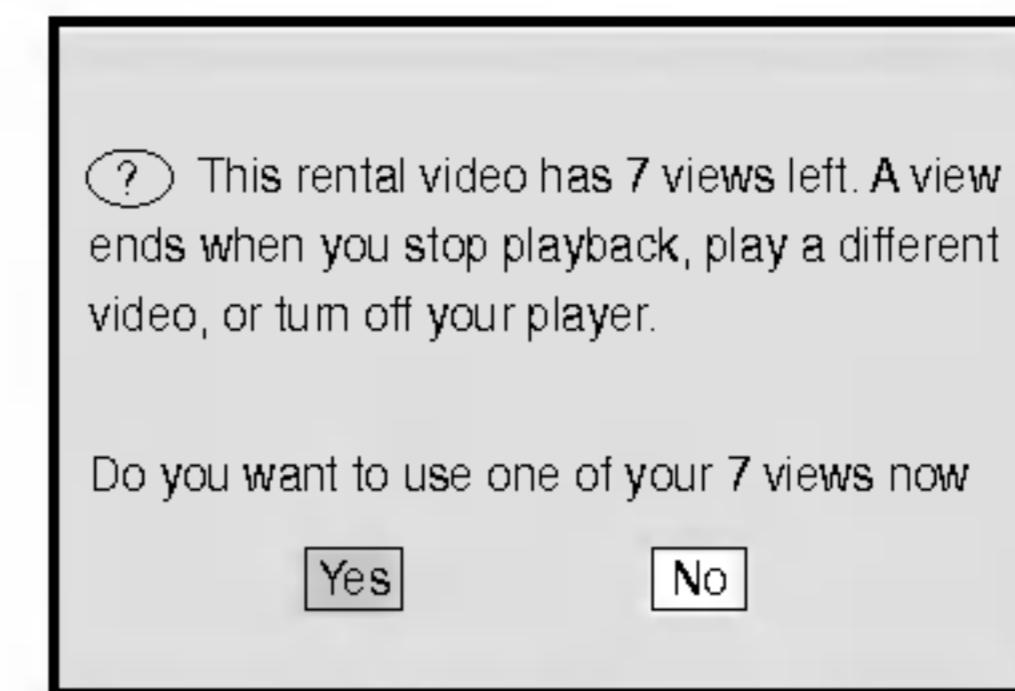 ? This rental video has 7 views left. A view
ends when you stop playback, play a different
video, or turn off your player.
Do you want to use one of your 7 views now
Yes No